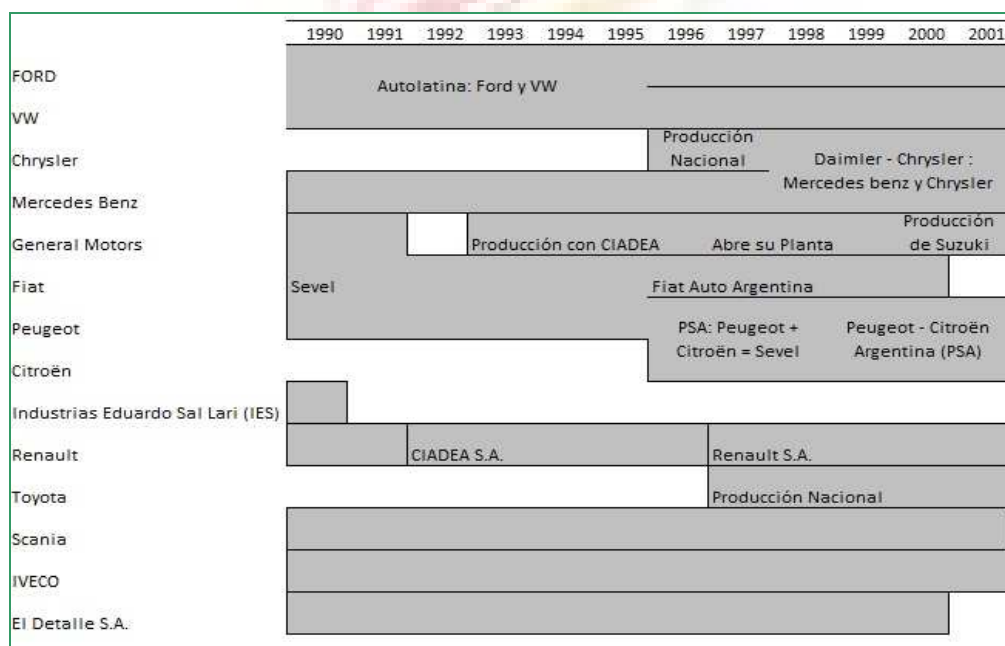 1990 1991 1992 1993 1994 1995 1996 1997 1998 1999 2000 2001
FORD
Autolatina: Ford y VW
VW
Chrysler
Producción
Nacional
Daimler - Chrysler :
Mercedes benz y Chrysler
Mercedes Benz
General Motors
Producción con CIADEA
Abre su Planta
Producción
de Suzuki
Fiat
Sevel
Fiat Auto Argentina
Peugeot
PSA: Peugeot +
Citroën = Sevel
Peugeot - Citroën
Argentina (PSA)
Citroën
Industrias Eduardo Sal Lari (IES)
Renault
CIADEA S.A.
Renault S.A.
Toyota
Producción Nacional
Scania
IVECO
El Detalle S.A.